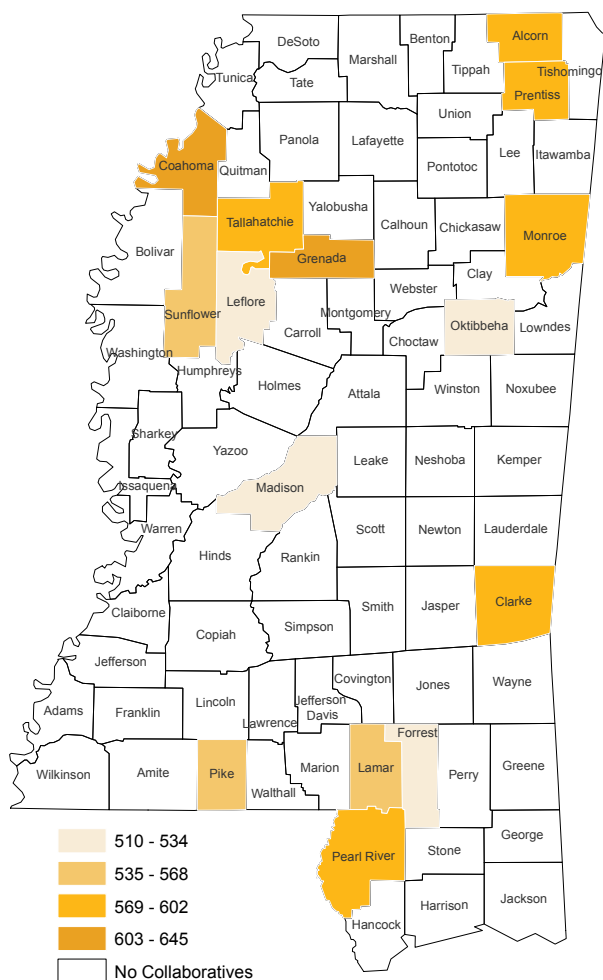 Alcorn
Benton
DeSoto
Marshall
Tippah
Tishomingo
Tunica
Tate
Prentiss
Union
Panola
Lafayette
Lee
Itawamba
Coahoma
Quitman
Pontotoc
Yalobusha
Tallahatchie
Calhoun
Chickasaw
Monroe
Bolivar
Grenada
Clay
Leflore
Webster
Sunflower
Montgomery
Oktibbeha
Lowndes
Carroll
Choctaw
Washington
Humphreys
Holmes
Attala
Winston
Noxubee
Sharkey
Yazoo
Leake
Neshoba
Kemper
Issaquena
Madison
Warren
Scott
Newton
Lauderdale
Hinds
Rankin
Clarke
Claiborne
Smith
Jasper
Copiah
Simpson
Jefferson
Covington
Wayne
Jones
Adams
Franklin
Lincoln
Lawrence
Jefferson
Davis
Forrest
Wilkinson
Amite
Pike
Walthall
Marion
Lamar
Perry
Greene
510 - 534
George
535 - 568
Pearl River
Stone
569 - 602
Harrison
Jackson
Hancock
603 - 645
No Collaboratives